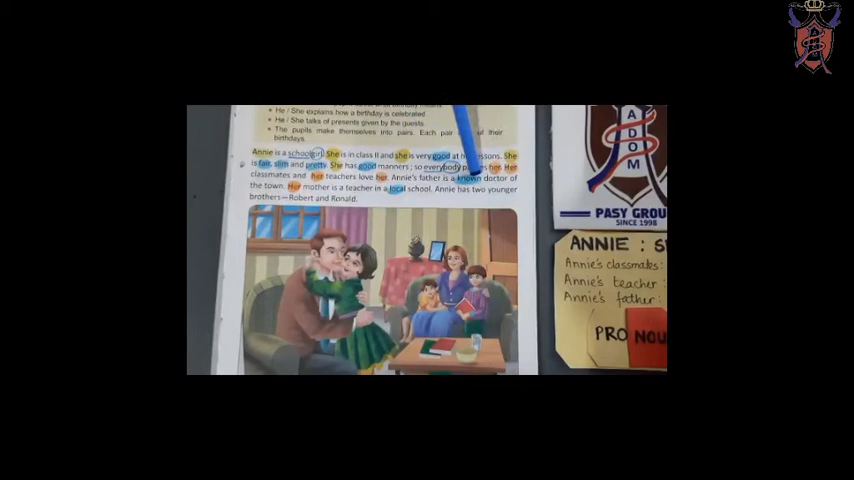 • He / She explains how a birthday is celebrated
• He / She talks of presents given by the guests.
• The pupils make themselves into pairs. Each pair of their
birthdays.
Annie is a schoolgirl. She is in class II and she is very good at lessons. She
is fair, slim and pretty. She has good manners ; so everybody her. Her
classmates and her teachers love her. Annie's father is a known doctor of
the town. Her mother is a teacher in a local school. Annie has two younger
brothers—Robert and Ronald.
ADOM
PASY GROU
SINCE 1998
ANNIE : S
Annie's classmates :
Annie's teacher :
Annie's father :
PRO NOU